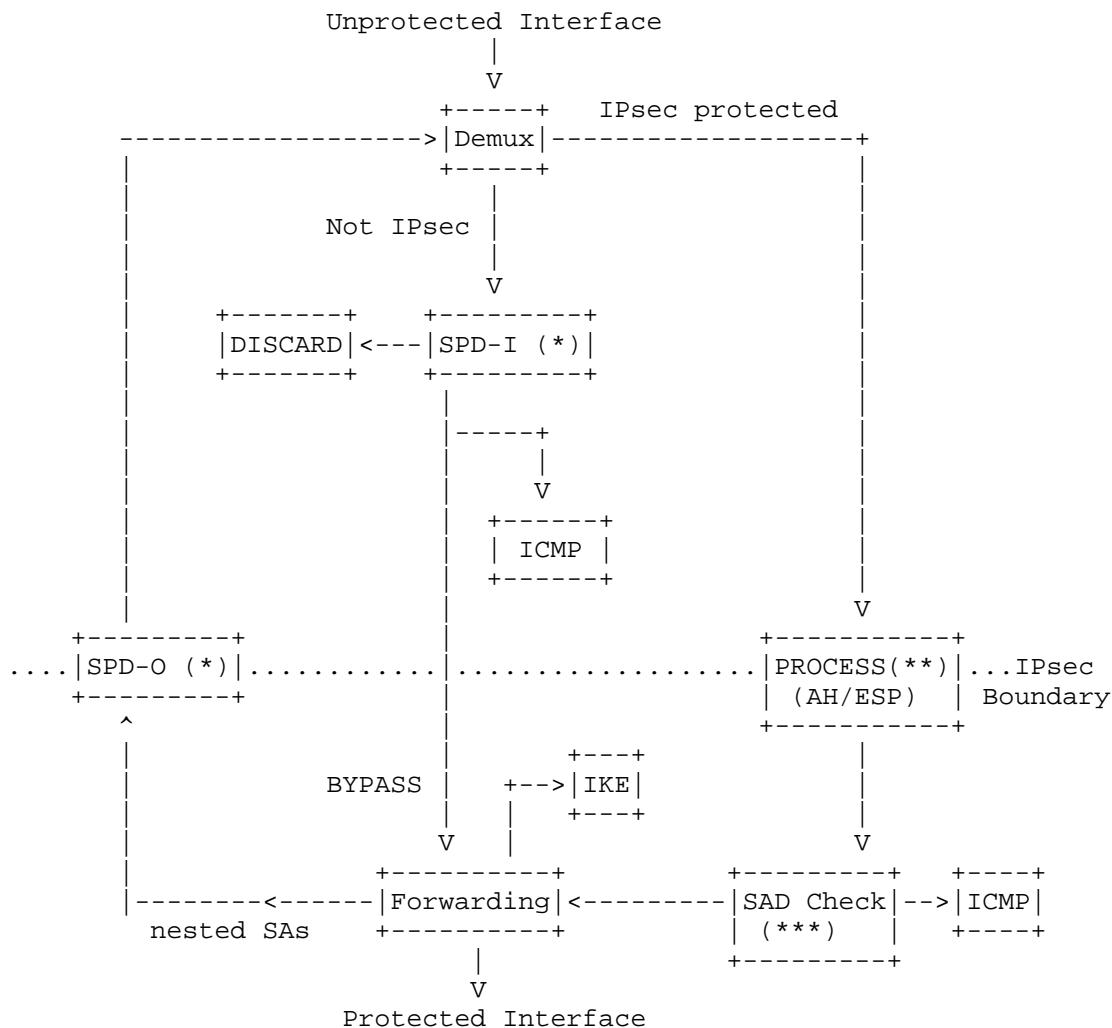 Unprotected Interface
IPsec protected
Demux
Not IPsec
DISCARD SPD-I (*)
ICMP
....SPD-O (*)............ ...................PROCESS(**)...IPsec
(AH/ESP) Boundary
IKE
BYPASS
Forwarding SAD Check ICMP
nested SAs (***)
Protected Interface